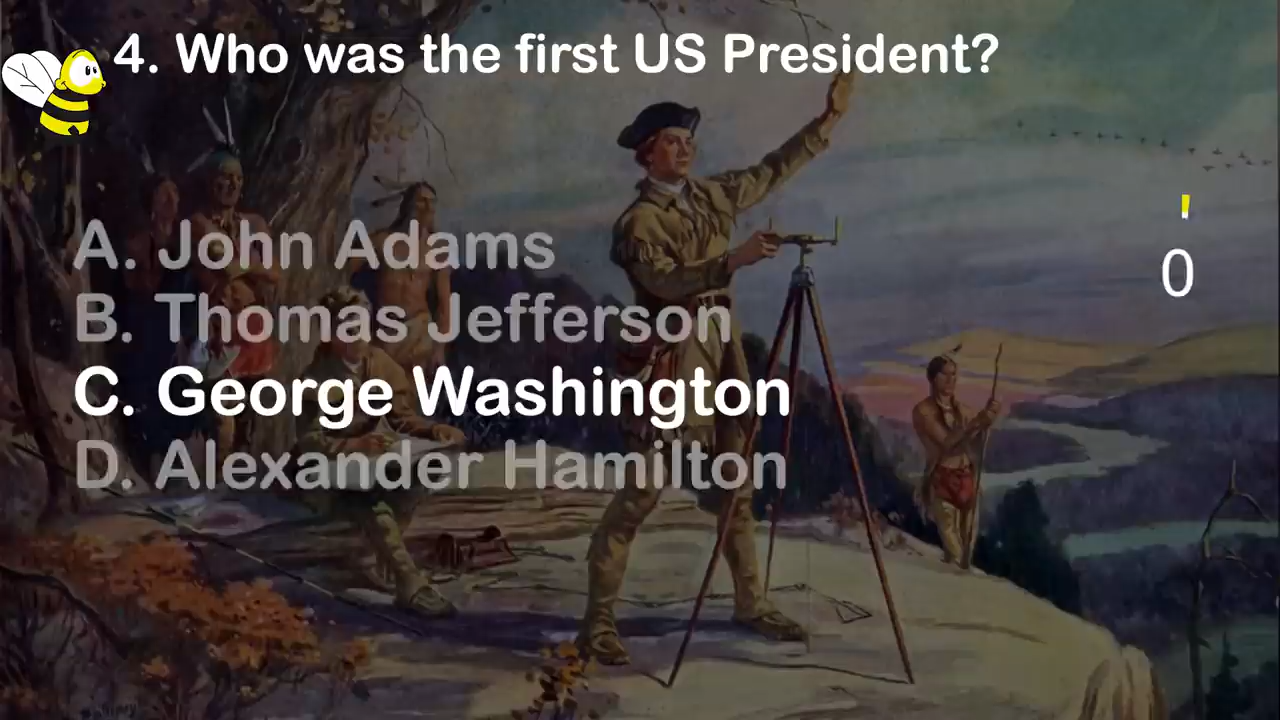 4. Who was the first US President?
A. John Adams
B. Thomas Jefferson
0
C. George Washington
D. Alexander Hamilton